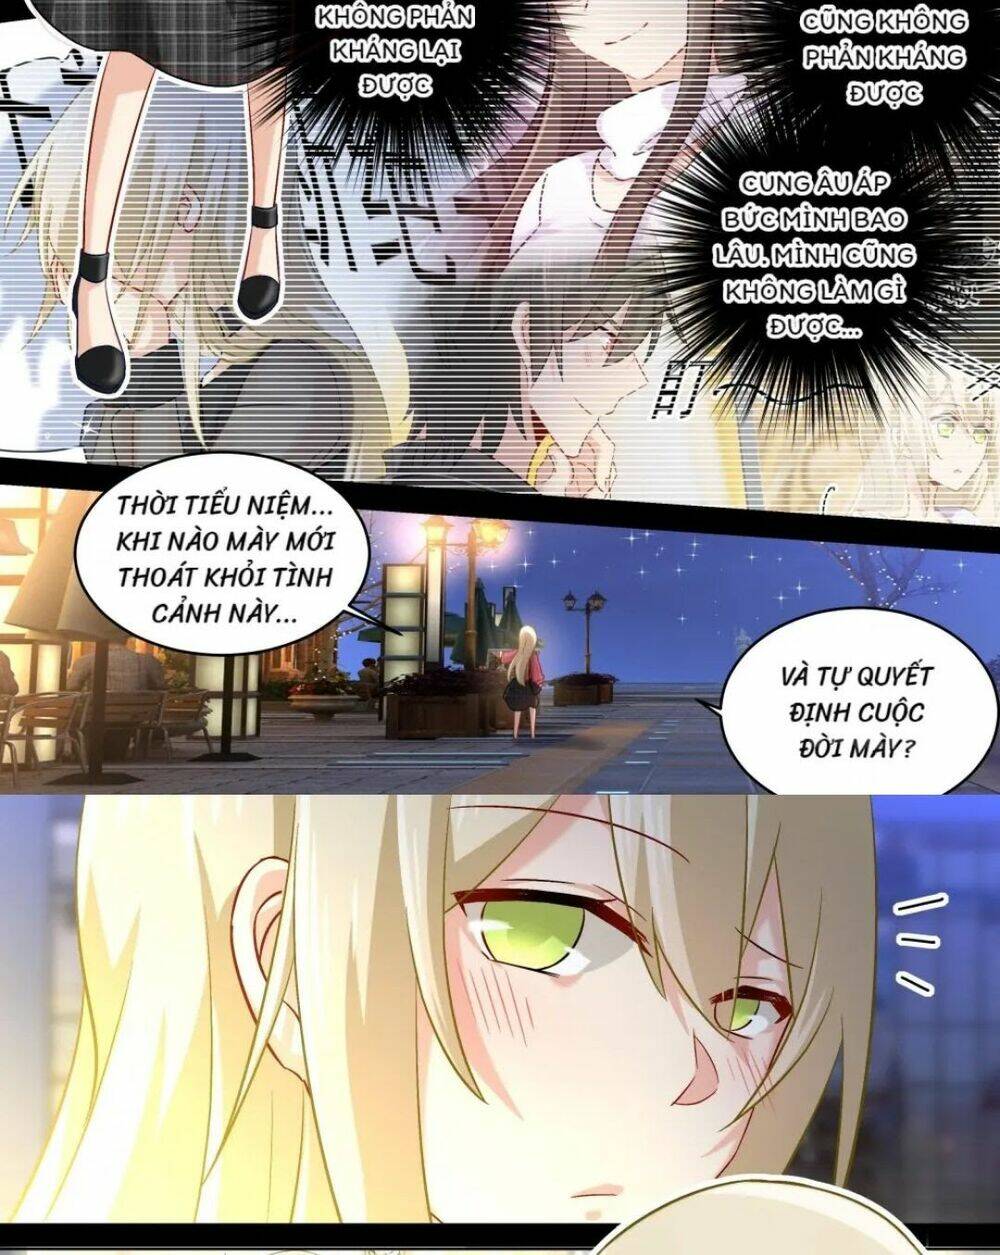 KHÔNG PHẢN
KHÁNG LẠI
ĐƯỢC
CŨNG KHÔNG
PHẢN KHÁNG
ĐƯỢC
CUNG ÂU ÁP
BỨC MÌNH BAO
LÂU. MÌNH CŨNG
KHÔNG LÀM GÌ
ĐƯỢC...
THỜI TIỂU NIỆM...
KHI NÀO MÀY MỚI
THOÁT KHỎI TÌNH
CẢNH NÀY...
VÀ TỰ QUYẾT
ĐỊNH CUỘC
ĐỜI MÀY?